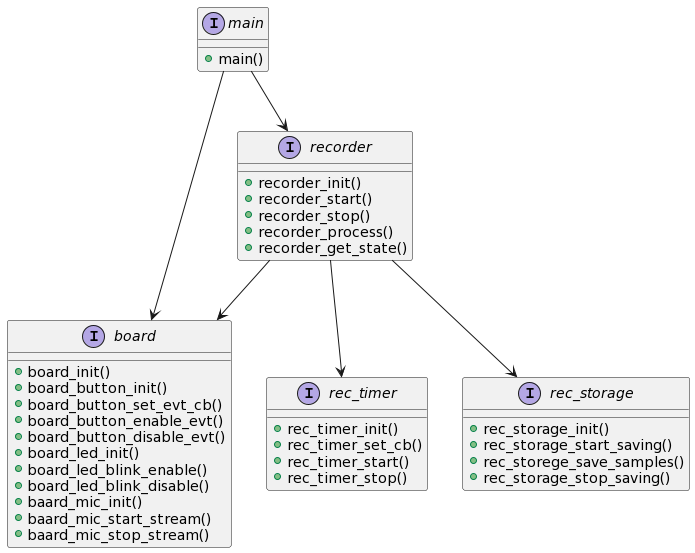 I main
main()
I recorder
recorder_init()
recorder_start()
recorder_stop()
recorder_process()
recorder_get_state()
I board
board_init()
board_button_init()
board_button_set_evt_cb()
board_button_enable_evt()
board_button_disable_evt()
board_led_init()
board_led_blink_enable()
board_led_blink_disable()
baard_mic_init()
baard_mic_start_stream()
baard_mic_stop_stream()
I rec_timer
rec_timer_init()
rec_timer_set_cb()
rec_timer_start()
rec_timer_stop()
I rec_storage
rec_storage_init()
rec_storage_start_saving()
rec_storege_save_samples()
rec_storage_stop_saving()